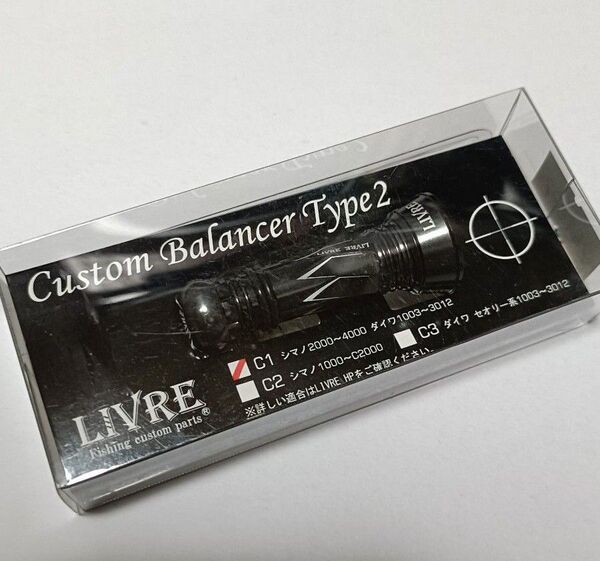 Custom Balancer Type2
LIVRE
LIVRE
C1 シマノ2000〜4000 ダイワ1003〜3012
C2 シマノ1000〜C2000
C3 ダイワ セオリー系1003〜3012
※詳しい適合はLIVRE HPをご確認ください。
LIVRE
Fishing custom parts®